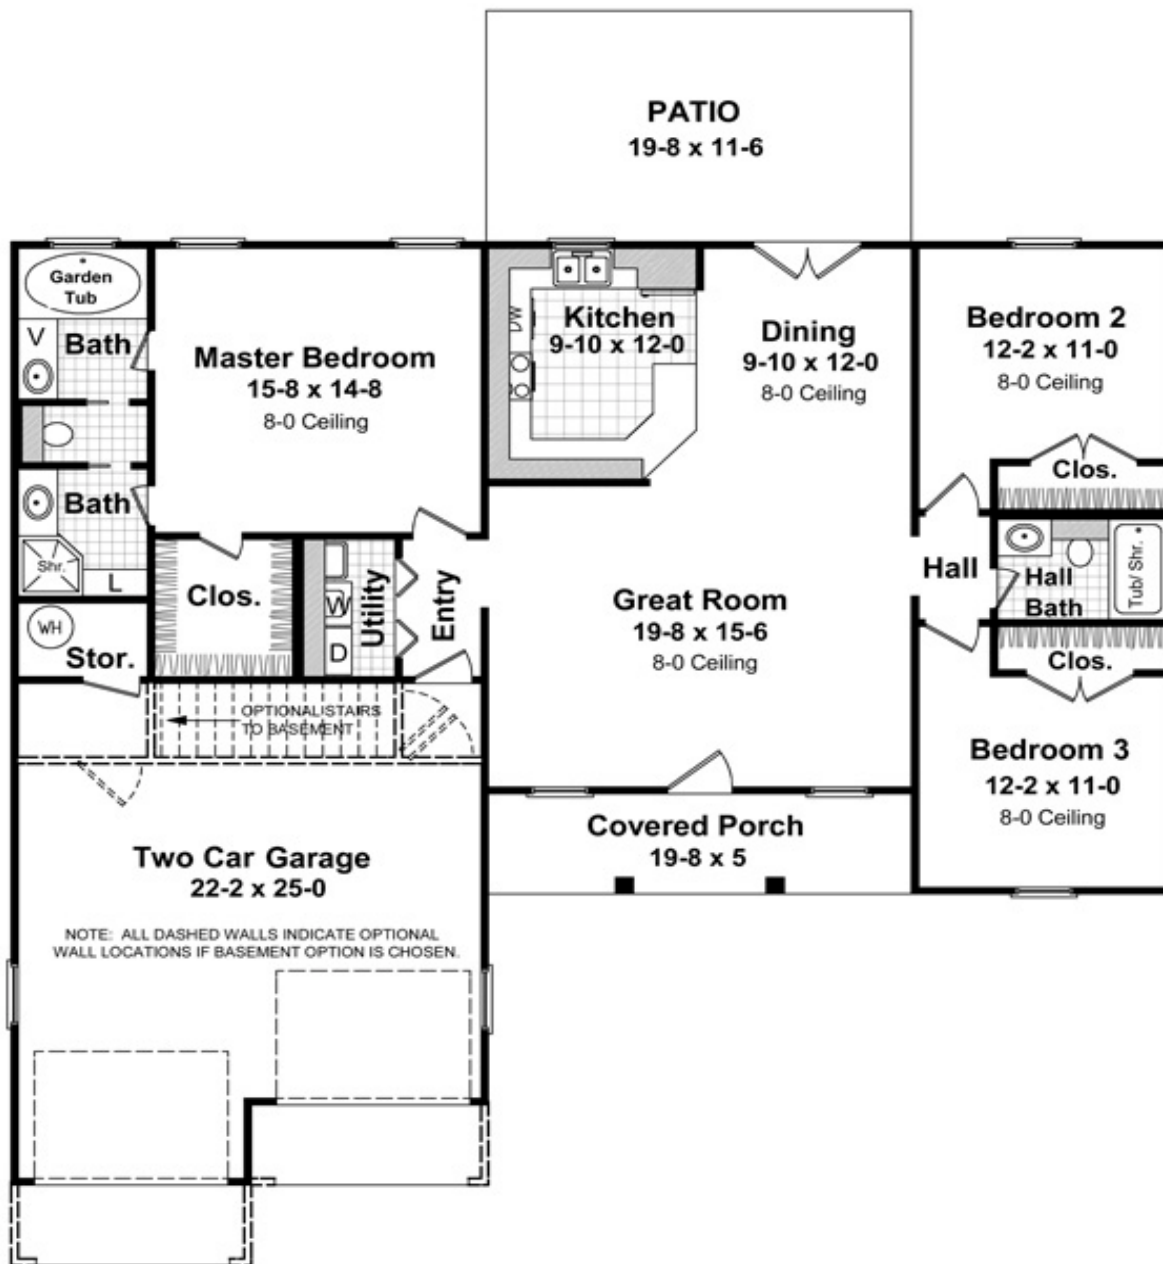 PATIO
19-8 x 11-6
Garden
Tub
V
Bath
Master Bedroom
15-8 x 14-8
8-0 Ceiling
DW
Kitchen
9-10 x 12-0
Dining
9-10 x 12-0
8-0 Ceiling
Bedroom 2
12-2 x 11-0
8-0 Ceiling
Clos.
Bath
Shr.
L
Clos.
W
D
Utility
Entry
Great Room
19-8 x 15-6
8-0 Ceiling
Hall
Hall
Bath
Tub/ Shr.
WH
Stor.
Clos.
OPTIONAL STAIRS
TO BASEMENT
Bedroom 3
12-2 x 11-0
8-0 Ceiling
Covered Porch
19-8 x 5
Two Car Garage
22-2 x 25-0
NOTE: ALL DASHED WALLS INDICATE OPTIONAL
WALL LOCATIONS IF BASEMENT OPTION IS CHOSEN.